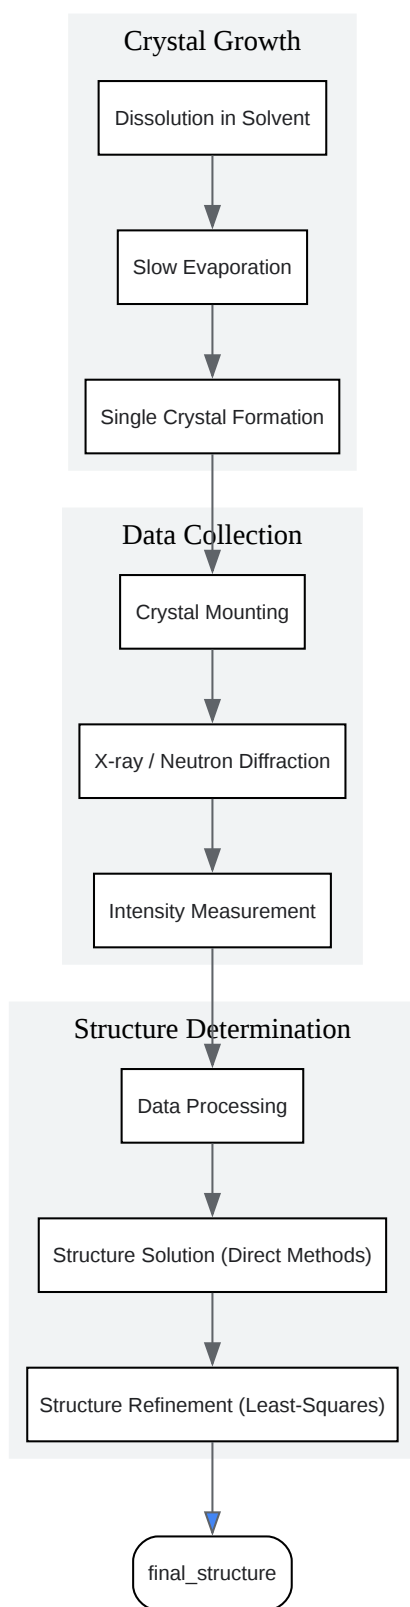 Crystal Growth
Dissolution in Solvent
Slow Evaporation
Single Crystal Formation
Data Collection
Crystal Mounting
X-ray / Neutron Diffraction
Intensity Measurement
Structure Determination
Data Processing
Structure Solution (Direct Methods)
Structure Refinement (Least-Squares)
final_structure